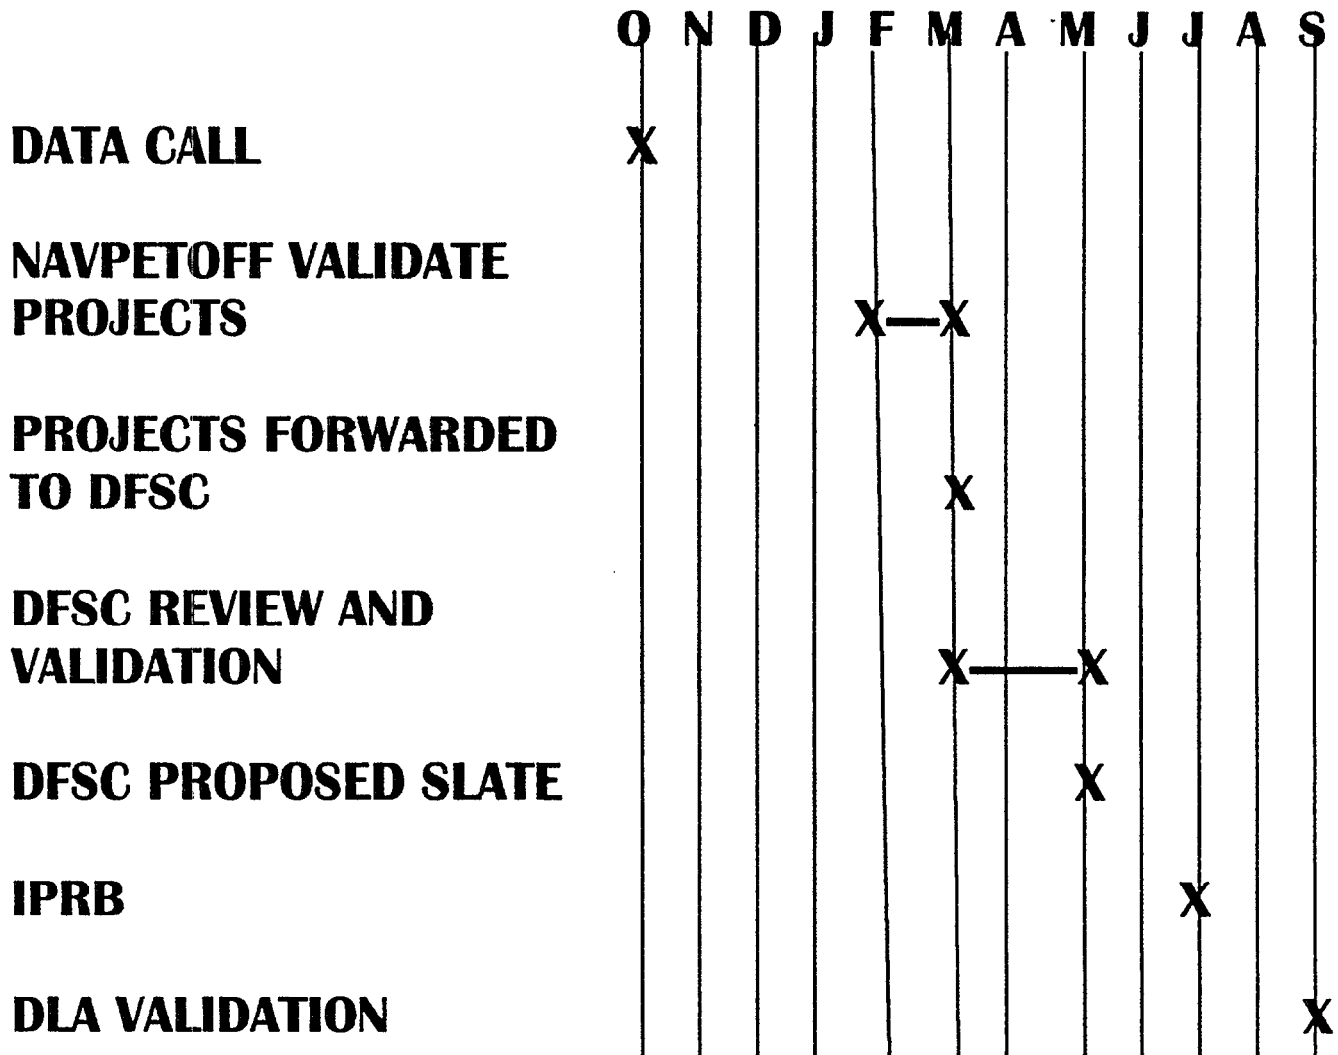 O N D J F M A M J J A S
DATA CALL X
NAVPETOFF VALIDATE
PROJECTS X X
PROJECTS FORWARDED
TO DFSC X
DFSC REVIEW AND
VALIDATION X X
DFSC PROPOSED SLATE X
IPRB X
DLA VALIDATION X